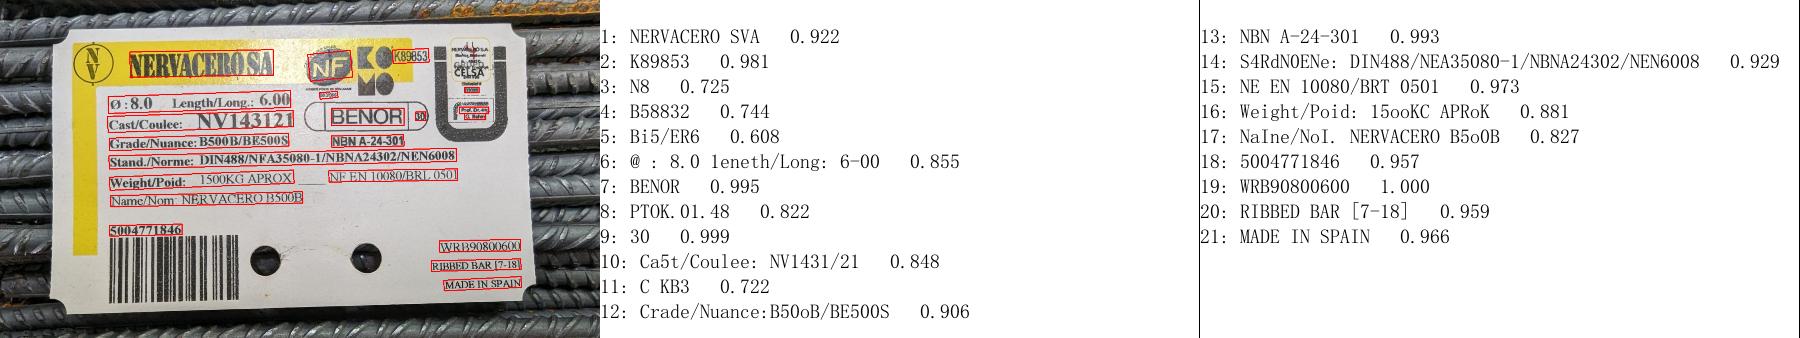 NV
NERVACERO SA
NF
KOMO
K89853
CELSA
Ø : 8.0 Length/Long.: 6.00
BENOR
30
Cast/Coulee: NV143121
Grade/Nuance: B500B/BE500S
NBN A-24-301
Stand./Norme: DIN488/NFA35080-1/NBNA24302/NEN6008
Weight/Poid: 1500KG APROX
NF EN 10080/BRL 0501
Name/Nom: NERVACERO B500B
5004771846
WRB90800600
RIBBED BAR [7-18]
MADE IN SPAIN
1: NERVACERO SVA 0.922
2: K89853 0.981
3: N8 0.725
4: B58832 0.744
5: Bi5/ER6 0.608
6: @ : 8.0 1eneth/Long: 6-00 0.855
7: BENOR 0.995
8: PTOK.01.48 0.822
9: 30 0.999
10: Ca5t/Coulee: NV1431/21 0.848
11: C KB3 0.722
12: Crade/Nuance:B50oB/BE500S 0.906
13: NBN A-24-301 0.993
14: S4RdN0ENe: DIN488/NEA35080-1/NBNA24302/NEN6008 0.929
15: NE EN 10080/BRT 0501 0.973
16: Weight/Poid: 15ooKC APRoK 0.881
17: NaIne/NoI. NERVACERO B5oOB 0.827
18: 5004771846 0.957
19: WRB90800600 1.000
20: RIBBED BAR [7-18] 0.959
21: MADE IN SPAIN 0.966